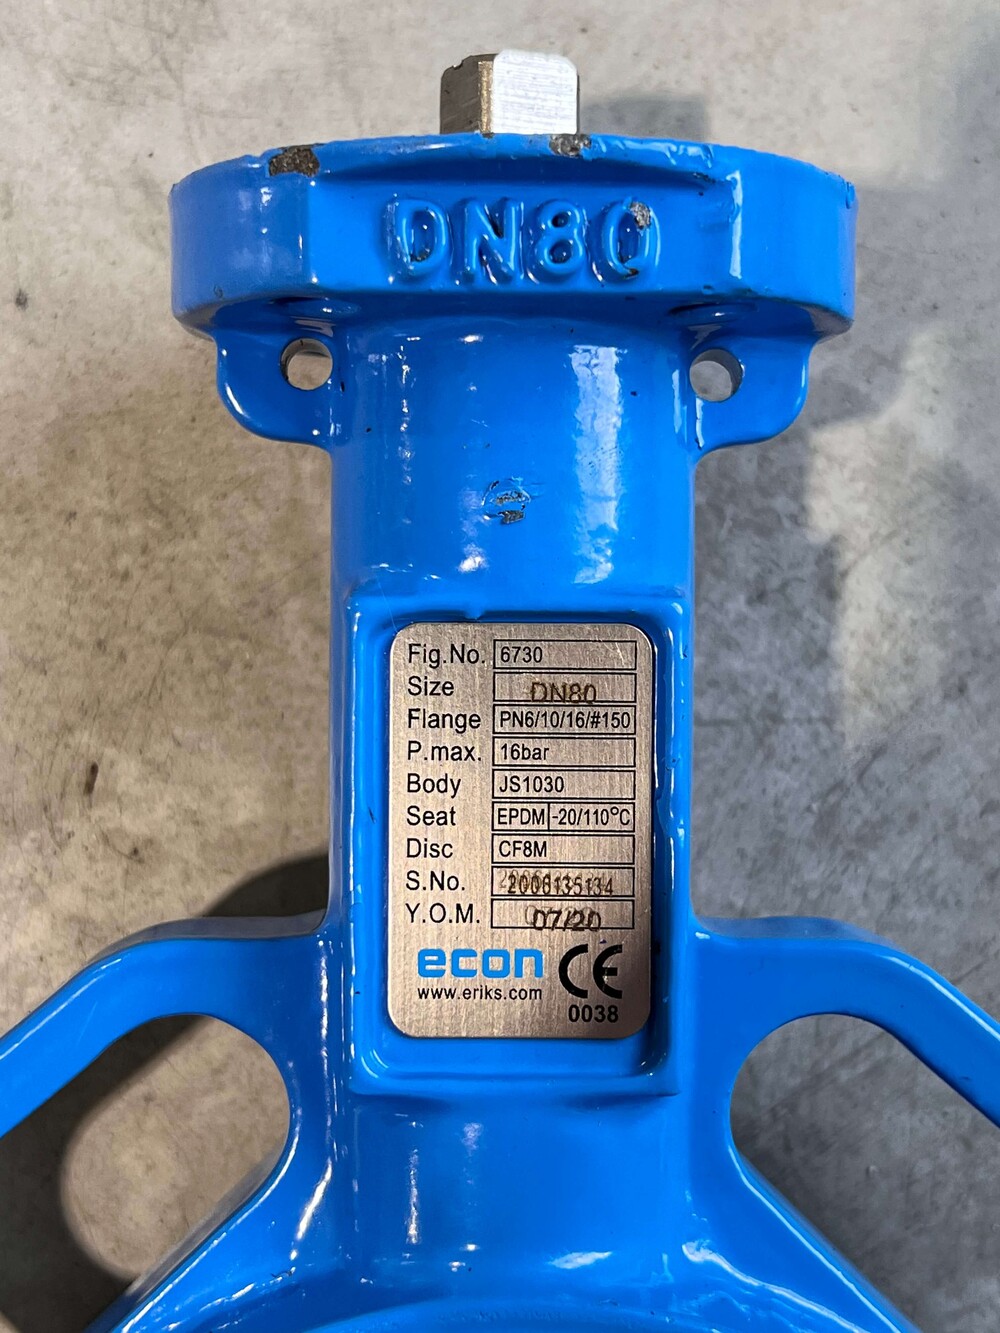 DN80
Fig.No. 6730
Size DN80
Flange PN6/10/16/#150
P.max. 16bar
Body JS1030
Seat EPDM -20/110°C
Disc CF8M
S.No. 2006135134
Y.O.M. 07/20
econ CE
www.eriks.com
0038